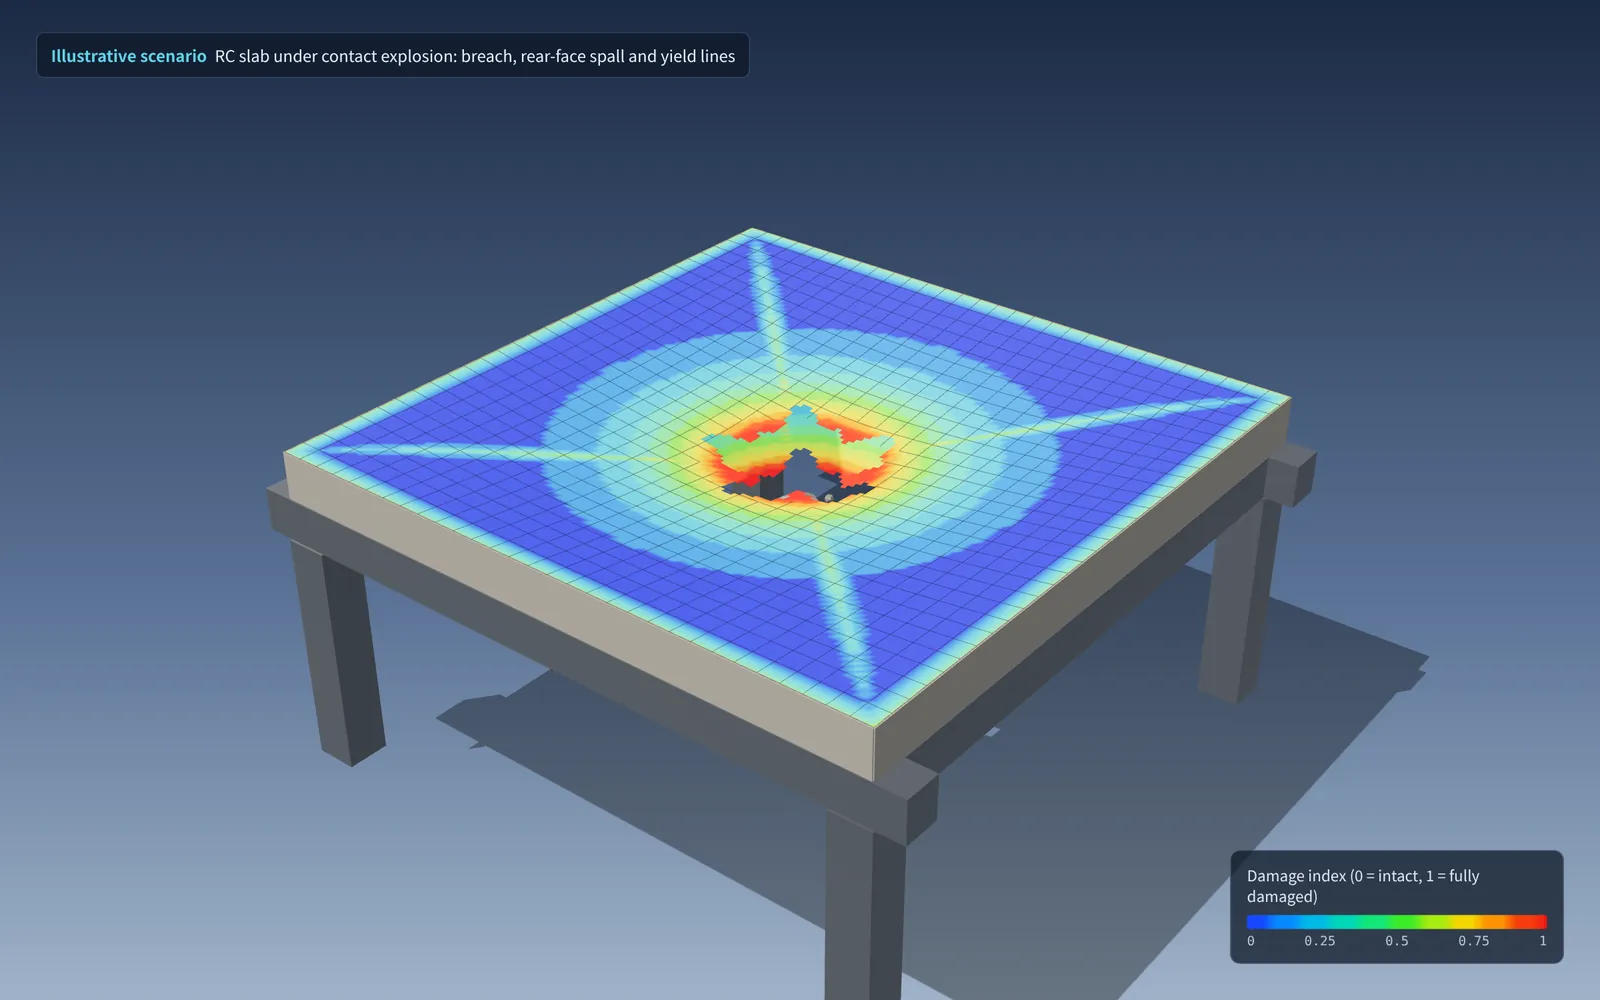 Illustrative scenario RC slab under contact explosion: breach, rear-face spall and yield lines
Damage index (0 = intact, 1 = fully
damaged)
0 0.25 0.5 0.75 1